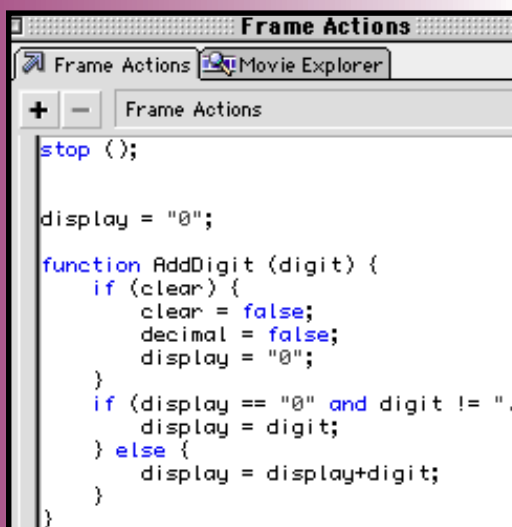 Frame Actions
Frame Actions Movie Explorer
+ - Frame Actions
stop ();
display = "0";
function AddDigit (digit) {
if (clear) {
clear = false;
decimal = false;
display = "0";
}
if (display == "0" and digit != ".
display = digit;
} else {
display = display+digit;
}
}